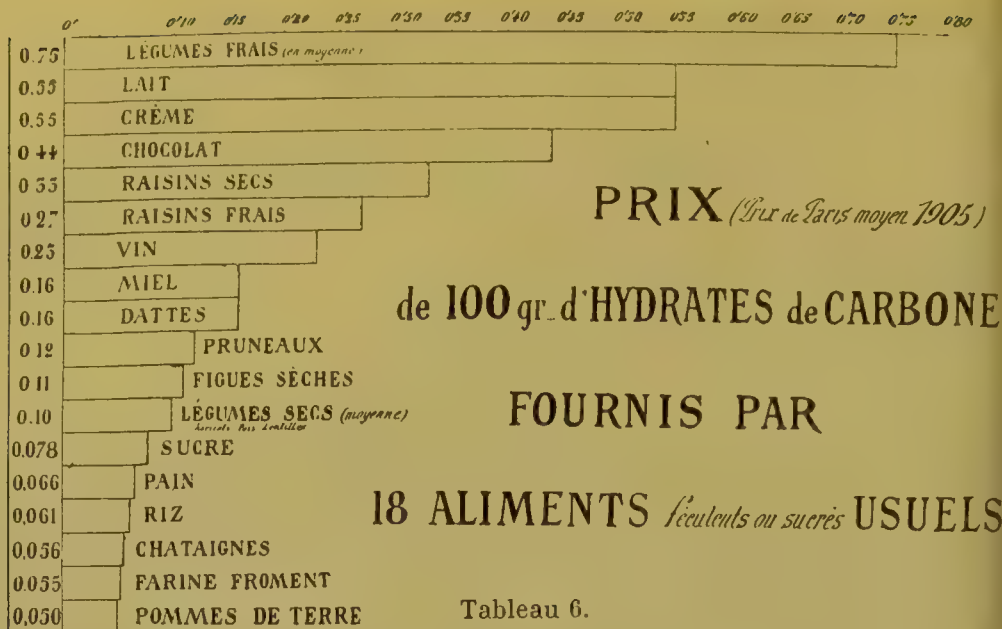 0' 0'10 0'15 0'20 0'25 0'30 0'35 0'40 0'45 0'50 0'55 0'60 0'65 0'70 0'75 0'80
0.75 LÉGUMES FRAIS (en moyenne)
0.55 LAIT
0,55 CRÈME
0 44 CHOCOLAT
0 33 RAISINS SECS
0 27 RAISINS FRAIS
0.23 VIN
0.16 MIEL
0.16 DATTES
0 12 PRUNEAUX
0 11 FIGUES SÈCHES
0.10 LÉGUMES SECS (moyenne)
haricots Pois Lentilles
0.078 SUCRE
0,066 PAIN
0,061 RIZ
0,056 CHATAIGNES
0.055 FARINE FROMENT
0,050 POMMES DE TERRE
PRIX (Prix de Paris moyen 1905)
de 100 gr. d'HYDRATES de CARBONE
FOURNIS PAR
18 ALIMENTS féculents ou sucrés USUELS
Tableau 6.